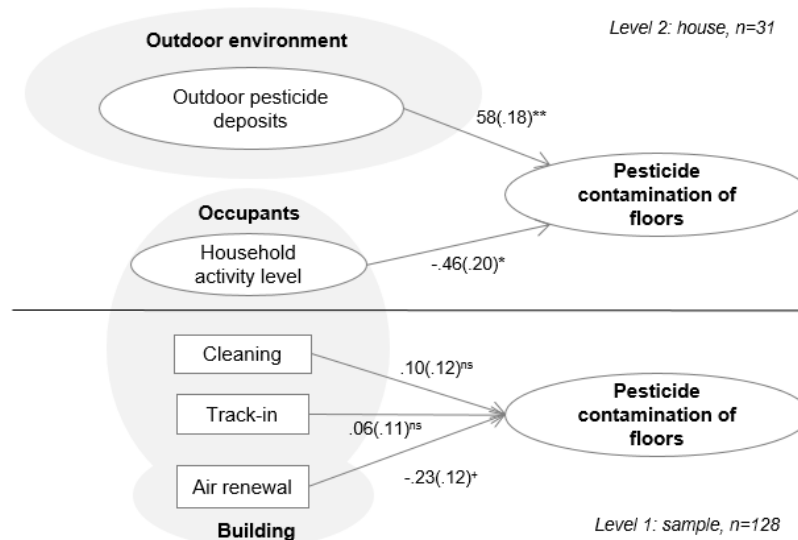 Outdoor environment
Level 2: house, n=31
Outdoor pesticide
deposits
58(.18)**
Pesticide
contamination of
floors
Occupants
Household
activity level
-.46(.20)*
Cleaning
.10(.12)ns
Track-in
.06(.11)ns
Pesticide
contamination of
floors
Air renewal
-.23(.12)+
Building
Level 1: sample, n=128